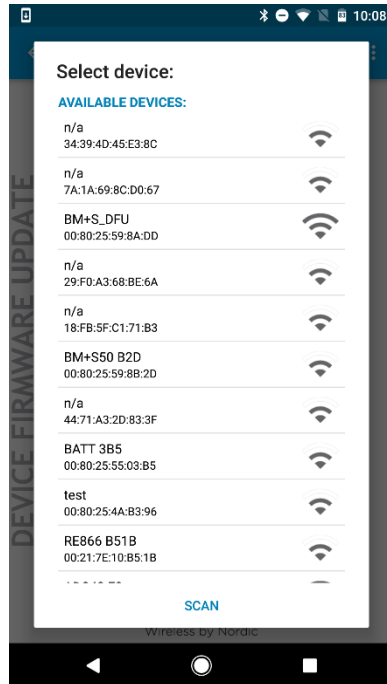 10:08
Select device:
AVAILABLE DEVICES:
n/a
34:39:4D:45:E3:8C
n/a
7A:1A:69:8C:D0:67
BM+S_DFU
00:80:25:59:8A:DD
n/a
29:F0:A3:68:BE:6A
n/a
18:FB:5F:C1:71:B3
BM+S50 B2D
00:80:25:59:8B:2D
n/a
44:71:A3:2D:83:3F
BATT 3B5
00:80:25:55:03:B5
test
00:80:25:4A:B3:96
RE866 B51B
00:21:7E:10:B5:1B
SCAN
DEVICE FIRMWARE UPDATE
Wireless by Nordic